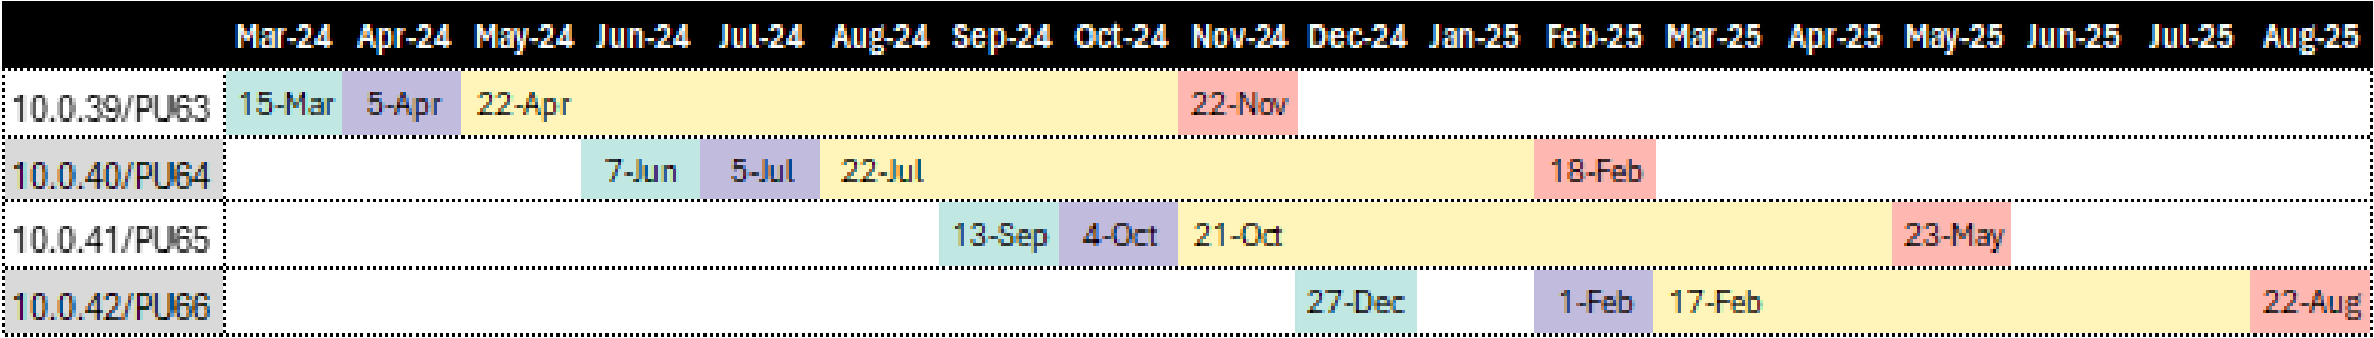 Mar-24 Apr-24 May-24 Jun-24 Jul-24 Aug-24 Sep-24 Oct-24 Nov-24 Dec-24 Jan-25 Feb-25 Mar-25 Apr-25 May-25 Jun-25 Jul-25 Aug-25
10.0.39/PU63 15-Mar 5-Apr 22-Apr 22-Nov
10.0.40/PU64 7-Jun 5-Jul 22-Jul 18-Feb
10.0.41/PU65 13-Sep 4-Oct 21-Oct 23-May
10.0.42/PU66 27-Dec 1-Feb 17-Feb 22-Aug